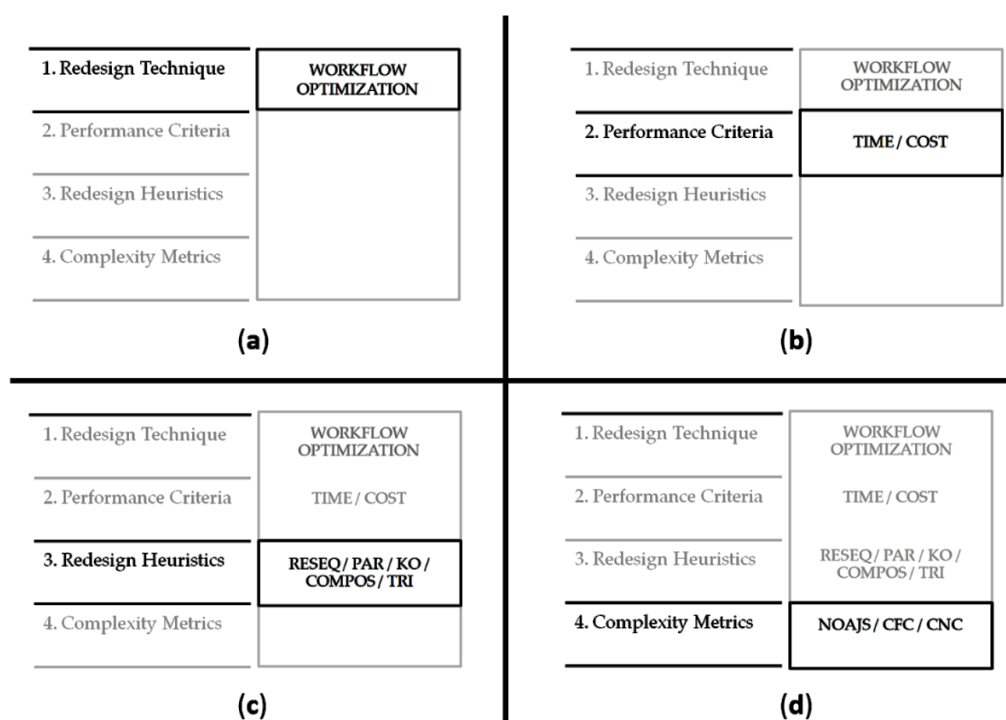 1. Redesign Technique
WORKFLOW
OPTIMIZATION
2. Performance Criteria
3. Redesign Heuristics
4. Complexity Metrics
(a)
1. Redesign Technique
WORKFLOW
OPTIMIZATION
2. Performance Criteria
TIME / COST
3. Redesign Heuristics
4. Complexity Metrics
(b)
1. Redesign Technique
WORKFLOW
OPTIMIZATION
2. Performance Criteria
TIME / COST
3. Redesign Heuristics
RESEQ / PAR / KO /
COMPOS / TRI
4. Complexity Metrics
(c)
1. Redesign Technique
WORKFLOW
OPTIMIZATION
2. Performance Criteria
TIME / COST
3. Redesign Heuristics
RESEQ / PAR / KO /
COMPOS / TRI
4. Complexity Metrics
NOAJS / CFC / CNC
(d)